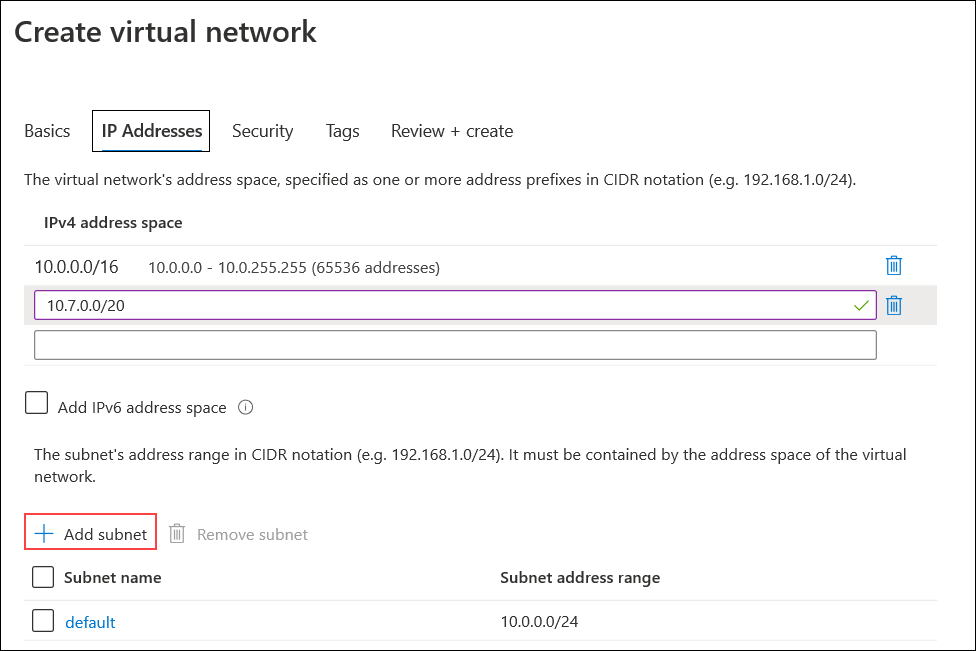 Create virtual network
Basics IP Addresses Security Tags Review + create
The virtual network's address space, specified as one or more address prefixes in CIDR notation (e.g. 192.168.1.0/24).
IPv4 address space
10.0.0.0/16 10.0.0.0 - 10.0.255.255 (65536 addresses)
10.7.0.0/20
Add IPv6 address space
The subnet's address range in CIDR notation (e.g. 192.168.1.0/24). It must be contained by the address space of the virtual
network.
Add subnet Remove subnet
Subnet name Subnet address range
default 10.0.0.0/24